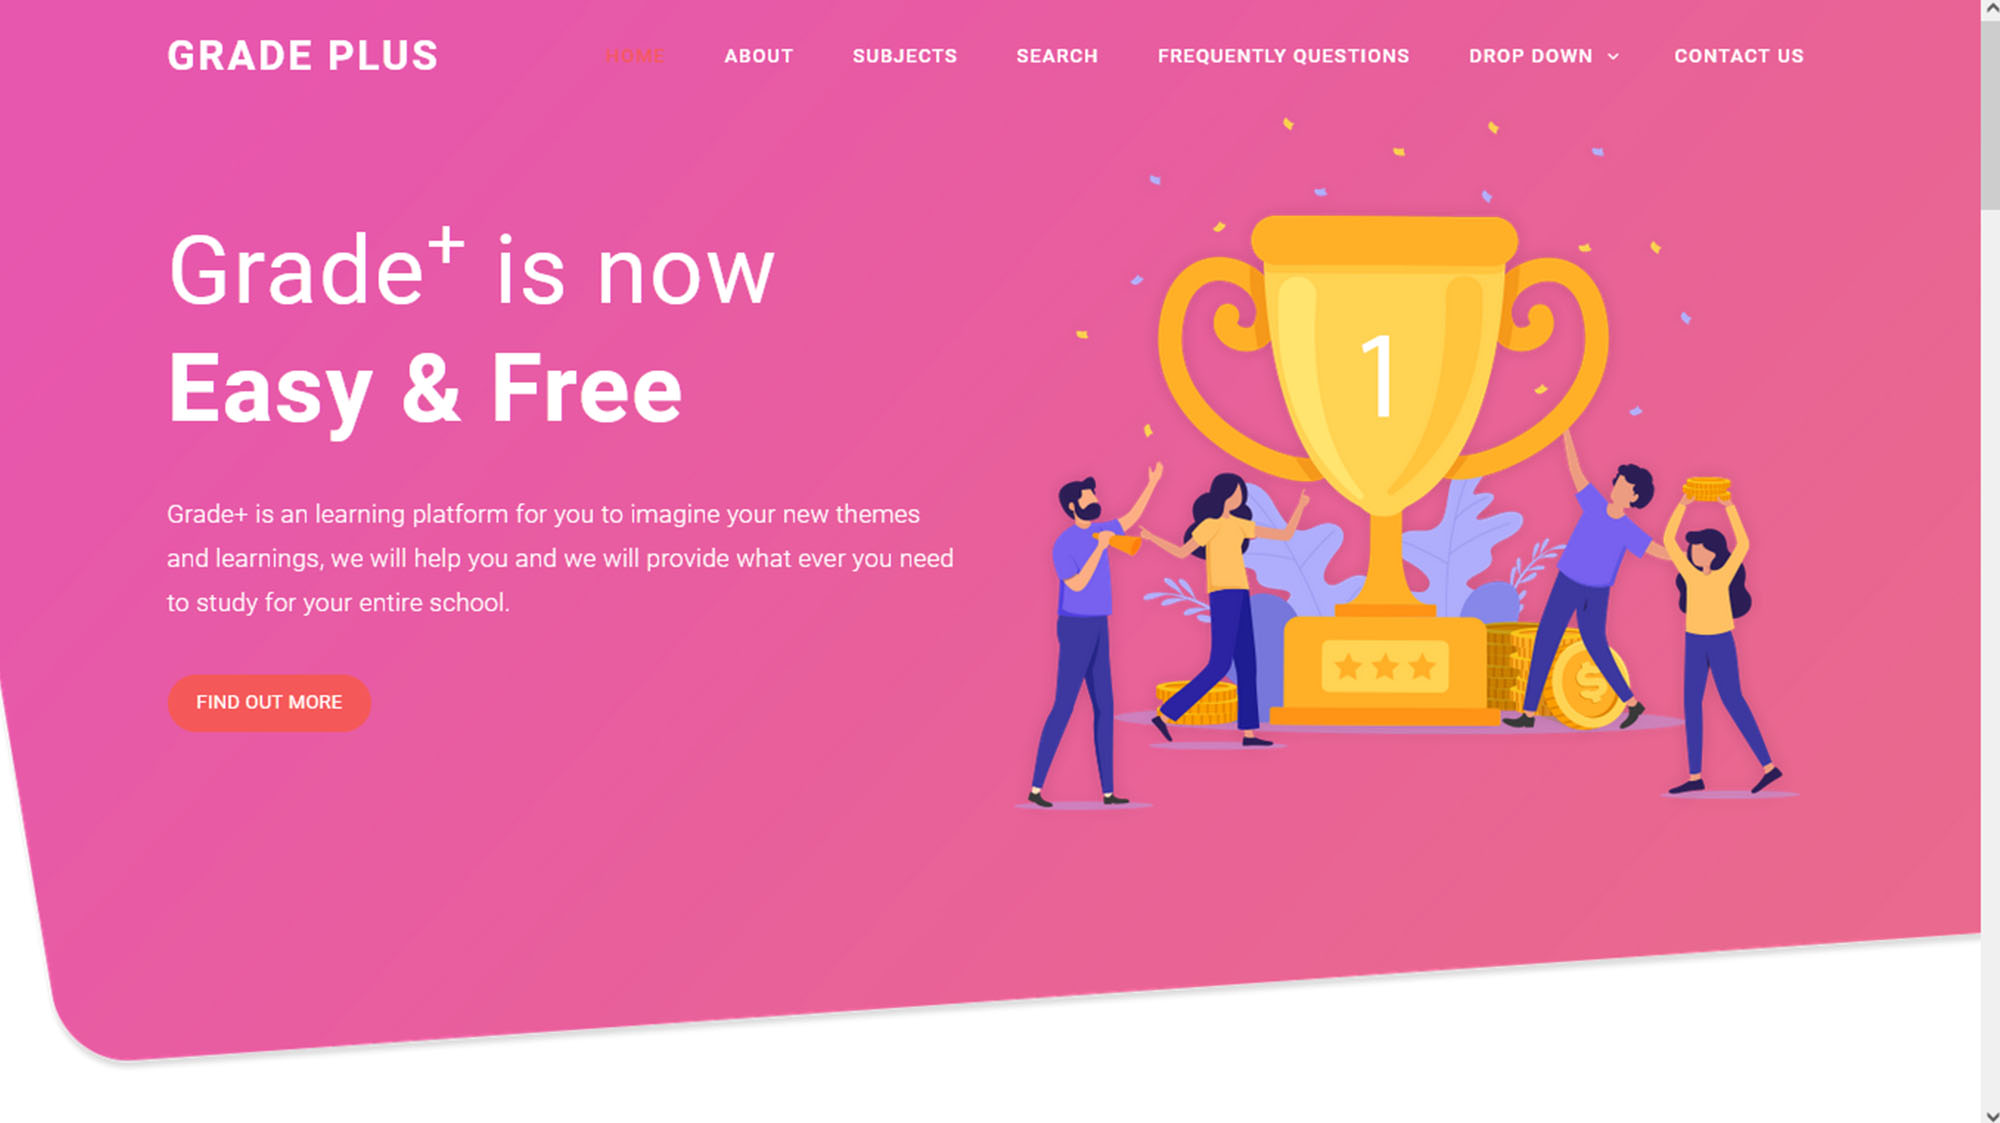 GRADE PLUS
HOME ABOUT SUBJECTS SEARCH FREQUENTLY QUESTIONS DROP DOWN CONTACT US
Grade+ is now
Easy & Free
Grade+ is an learning platform for you to imagine your new themes
and learnings, we will help you and we will provide what ever you need
to study for your entire school.
FIND OUT MORE
1
$